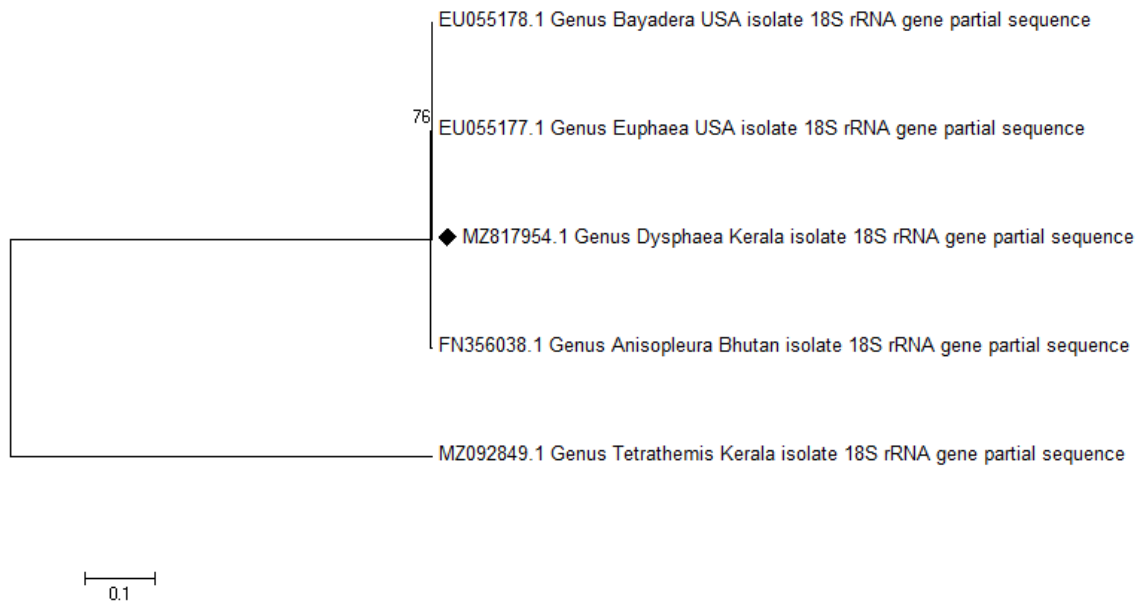 EU055178.1 Genus Bayadera USA isolate 18S rRNA gene partial sequence
76
EU055177.1 Genus Euphaea USA isolate 18S rRNA gene partial sequence
MZ817954.1 Genus Dysphaea Kerala isolate 18S rRNA gene partial sequence
FN356038.1 Genus Anisopleura Bhutan isolate 18S rRNA gene partial sequence
MZ092849.1 Genus Tetrathemis Kerala isolate 18S rRNA gene partial sequence
0.1